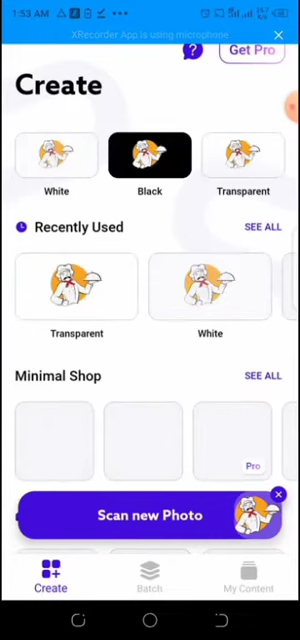 1:53 AM
XRecorder App is using microphone
Get Pro
Create
White
Black
Transparent
Recently Used
SEE ALL
Transparent
White
Minimal Shop
SEE ALL
Pro
Scan new Photo
Create
Batch
My Content